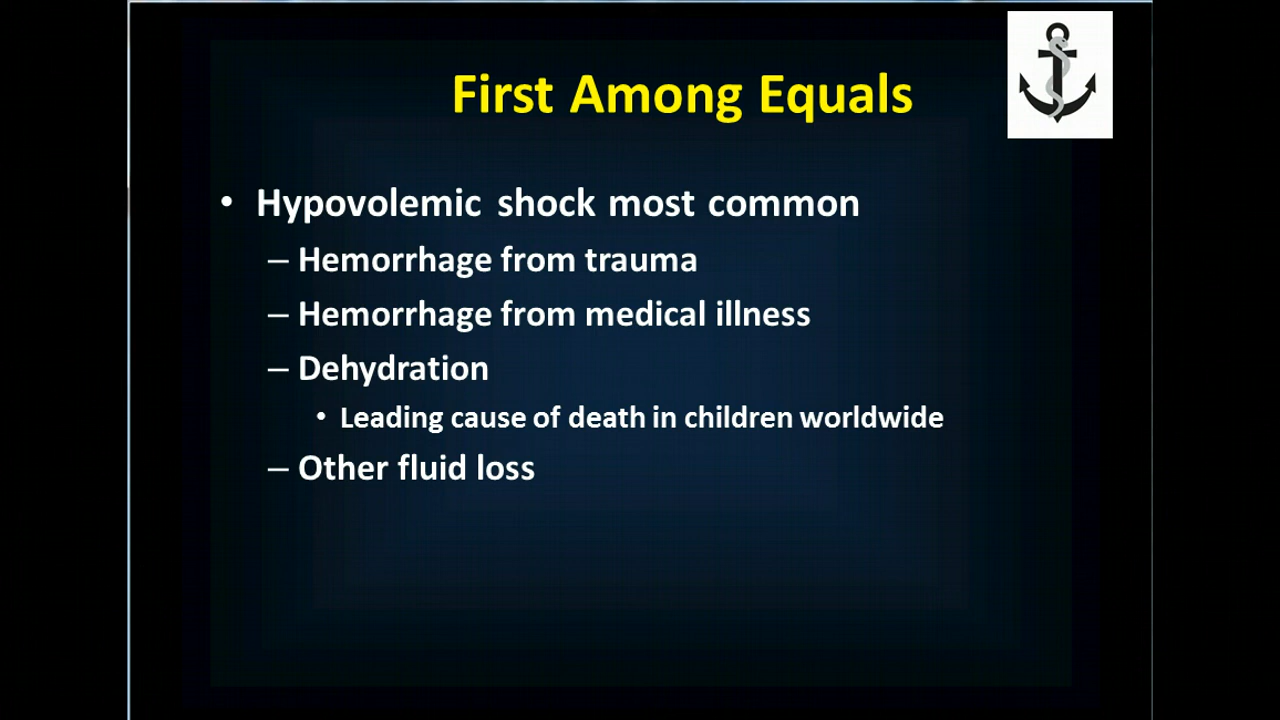 First Among Equals
• Hypovolemic shock most common
– Hemorrhage from trauma
– Hemorrhage from medical illness
– Dehydration
• Leading cause of death in children worldwide
– Other fluid loss